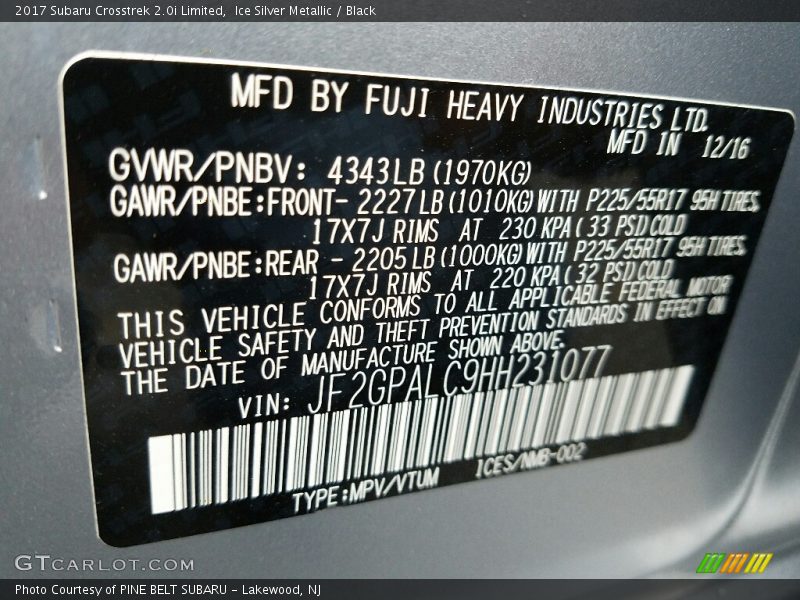 2017 Subaru Crosstrek 2.0i Limited,  Ice Silver Metallic / Black
MFD BY FUJI HEAVY INDUSTRIES LTD.
MFD IN 12/16
GVWR/PNBV: 4343LB (1970KG)
GAWR/PNBE:FRONT- 2227LB (1010KG) WITH P225/55R17 95H TIRES,
17X7J RIMS AT 230 KPA (33 PSI) COLD
GAWR/PNBE:REAR - 2205LB (1000KG) WITH P225/55R17 95H TIRES,
17X7J RIMS AT 220 KPA (32 PSI) COLD
THIS VEHICLE CONFORMS TO ALL APPLICABLE FEDERAL MOTOR
VEHICLE SAFETY AND THEFT PREVENTION STANDARDS IN EFFECT ON
THE DATE OF MANUFACTURE SHOWN ABOVE.
VIN: JF2GPALC9HH231077
TYPE:MPV/VTUM ICES/NMB-002
GTCARLOT.COM
Photo Courtesy of PINE BELT SUBARU - Lakewood, NJ